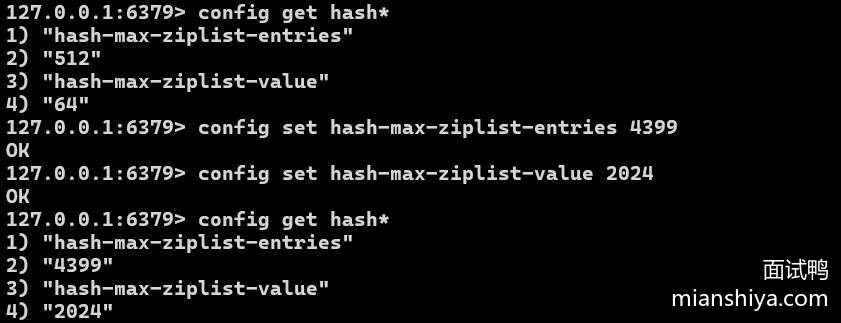 127.0.0.1:6379> config get hash*
1) "hash-max-ziplist-entries"
2) "512"
3) "hash-max-ziplist-value"
4) "64"
127.0.0.1:6379> config set hash-max-ziplist-entries 4399
OK
127.0.0.1:6379> config set hash-max-ziplist-value 2024
OK
127.0.0.1:6379> config get hash*
1) "hash-max-ziplist-entries"
2) "4399"
3) "hash-max-ziplist-value"
4) "2024"
面试鸭
mianshiya.com